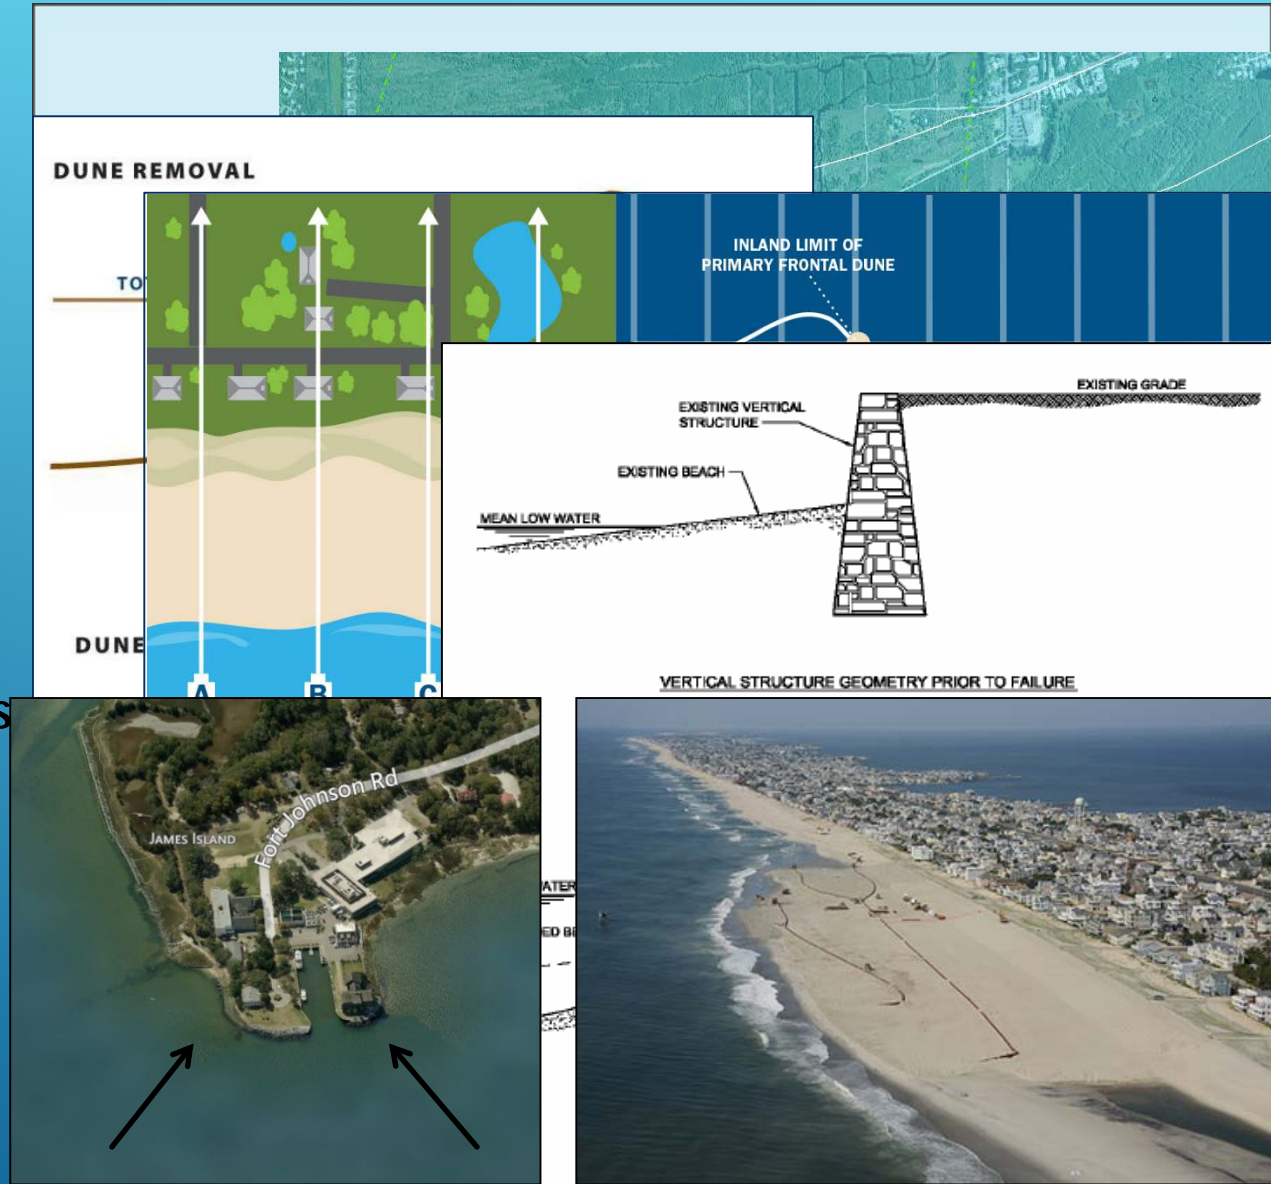 DUNE REMOVAL
TO
INLAND LIMIT OF
PRIMARY FRONTAL DUNE
EXISTING GRADE
EXISTING VERTICAL
STRUCTURE
EXISTING BEACH
MEAN LOW WATER
DUNE
A B C
VERTICAL STRUCTURE GEOMETRY PRIOR TO FAILURE
S
Fort Johnson Rd
JAMES ISLAND
ATER
ED BE